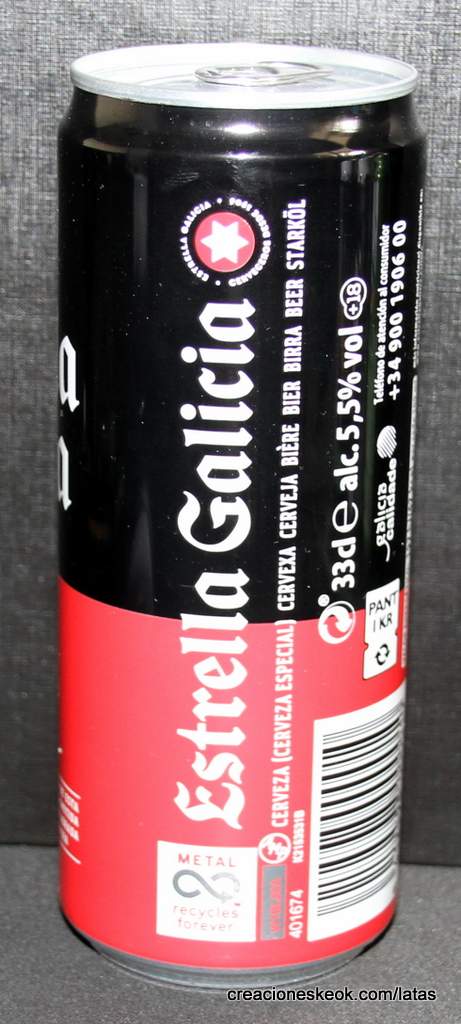 ESTRELLA GALICIA
Estrella Galicia
CERVEZA (CERVEZA ESPECIAL) CERVEXA CERVEJA BIÈRE BIER BIRRA BEER STARKÖL
33cl e alc.5,5% vol +18
Teléfono de atención al consumidor
+34 900 1906 00
galicia
calidade
PANT
1 KR
METAL
recycles
forever
401674
creacioneskeok.com/latas